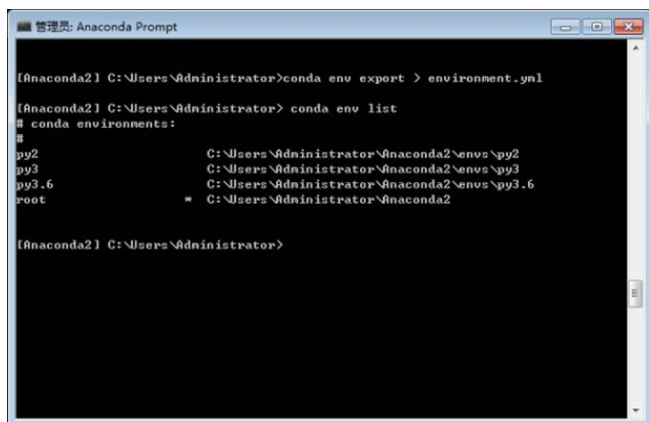 管理员: Anaconda Prompt
[Anaconda2] C:\Users\Administrator>conda env export > environment.yml
[Anaconda2] C:\Users\Administrator> conda env list
# conda environments:
#
py2 C:\Users\Administrator\Anaconda2\envs\py2
py3 C:\Users\Administrator\Anaconda2\envs\py3
py3.6 C:\Users\Administrator\Anaconda2\envs\py3.6
root * C:\Users\Administrator\Anaconda2
[Anaconda2] C:\Users\Administrator>